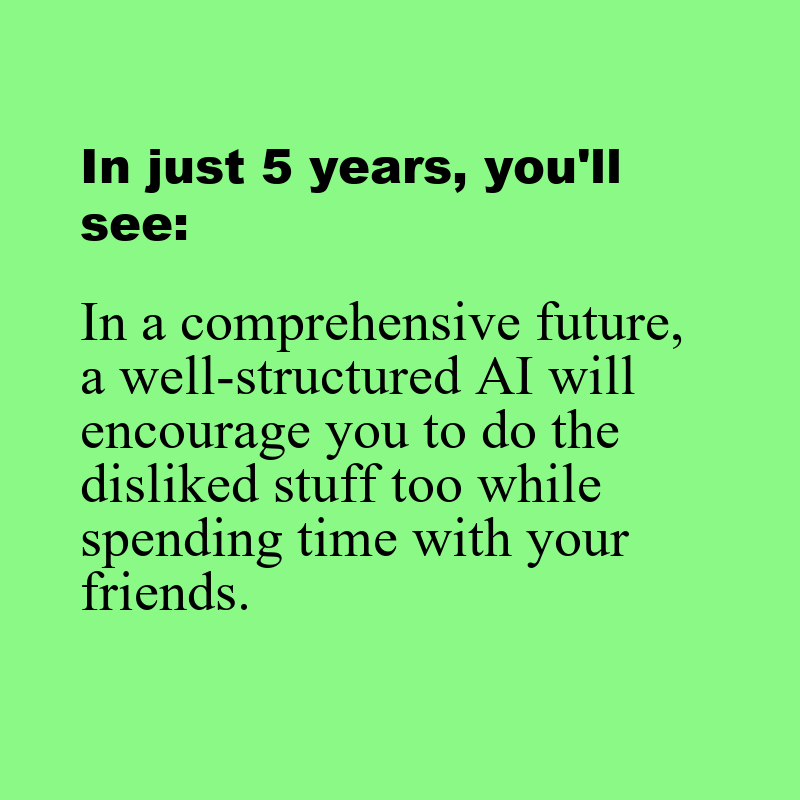 In just 5 years, you'll
see:
In a comprehensive future,
a well-structured AI will
encourage you to do the
disliked stuff too while
spending time with your
friends.